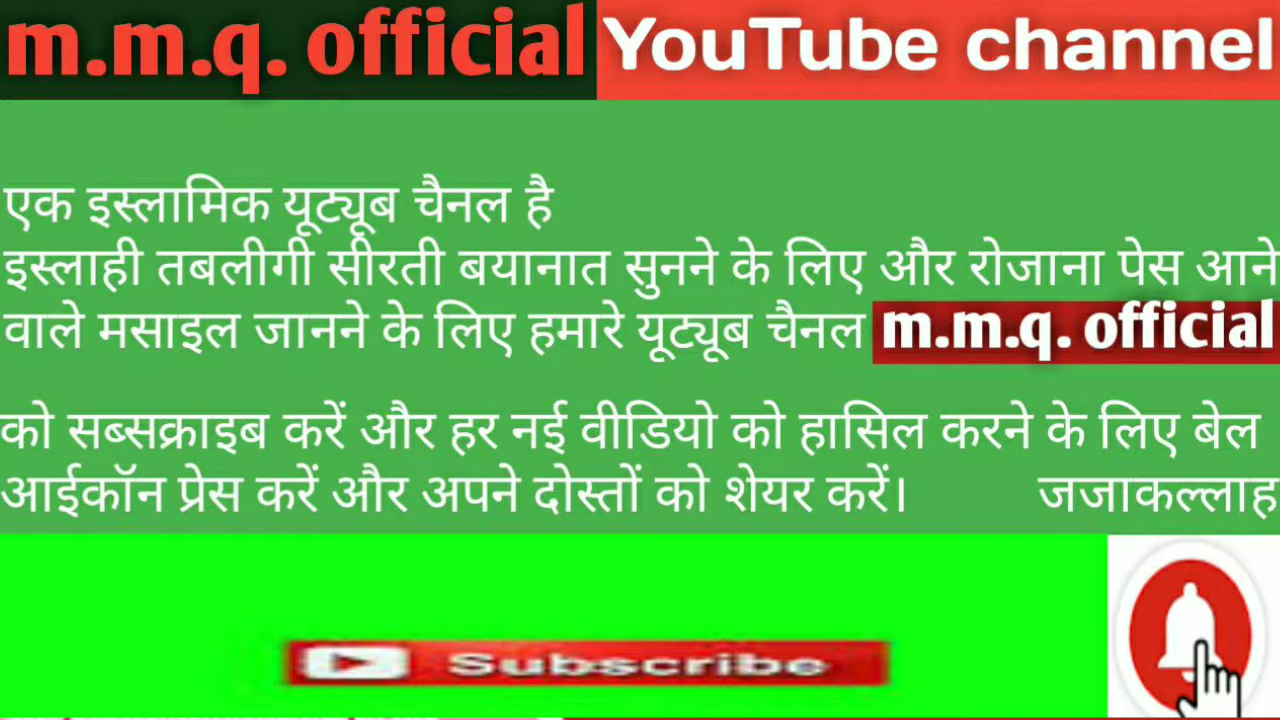 m.m.q. official YouTube channel
एक इस्लामिक यूट्यूब चैनल है
इस्लाही तबलीगी सीरती बयानात सुनने के लिए और रोजाना पेस आने
वाले मसाइल जानने के लिए हमारे यूट्यूब चैनल m.m.q. official
को सब्सक्राइब करें और हर नई वीडियो को हासिल करने के लिए बेल
आईकॉन प्रेस करें और अपने दोस्तों को शेयर करें। जजाकल्लाह
Subscribe